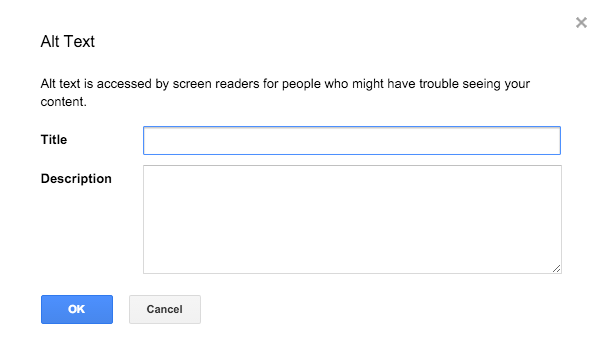 Alt Text
Alt text is accessed by screen readers for people who might have trouble seeing your
content.
Title
Description
OK
Cancel